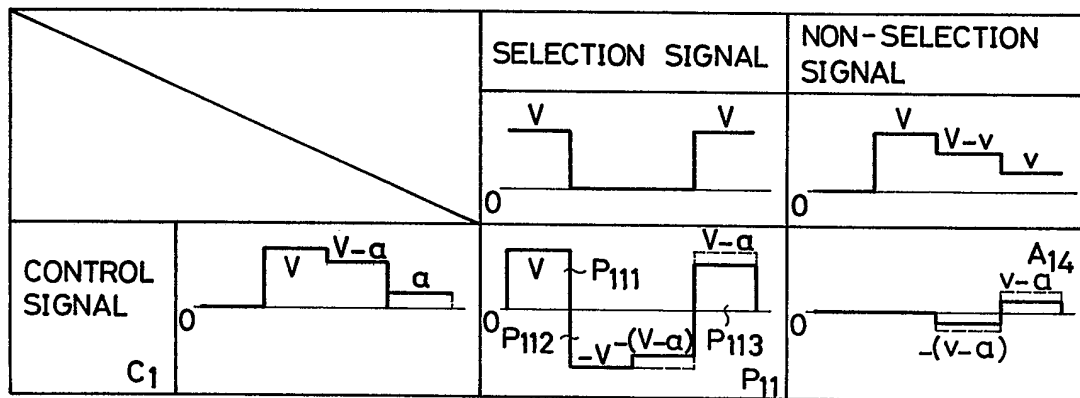 SELECTION SIGNAL
NON-SELECTION
SIGNAL
V V
0
V V-v v
0
CONTROL
SIGNAL
C1
V V-a a
0
V P111 V-a
0
P112 -V -(V-a) P113
P11
A14
v-a
0
-(v-a)